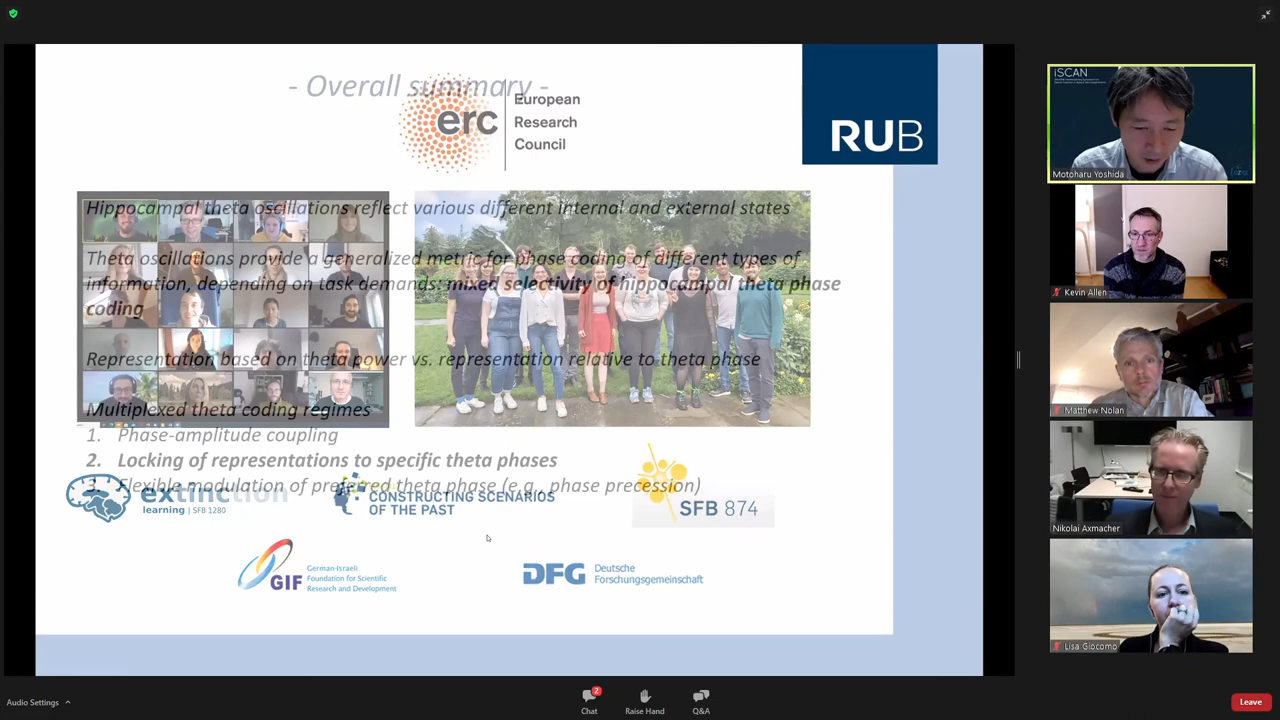 - Overall summary -
erc
European
Research
Council
RUB
Hippocampal theta oscillations reflect various different internal and external states
Theta oscillations provide a generalized metric for phase coding of different types of
information, depending on task demands: mixed selectivity of hippocampal theta phase
coding
Representation based on theta power vs. representation relative to theta phase
Multiplexed theta coding regimes
1. Phase-amplitude coupling
2. Locking of representations to specific theta phases
3. Flexible modulation of preferred theta phase (e.g., phase precession)
extinction
learning | SFB 1280
CONSTRUCTING SCENARIOS
OF THE PAST
SFB 874
GIF
German-Israeli
Foundation for Scientific
Research and Development
DFG
Deutsche
Forschungsgemeinschaft
iSCAN
Motoharu Yoshida
Kevin Allen
Matthew Nolan
Nikolai Axmacher
Lisa Giocomo
Audio Settings
2
Chat
Raise Hand
Q&A
Leave